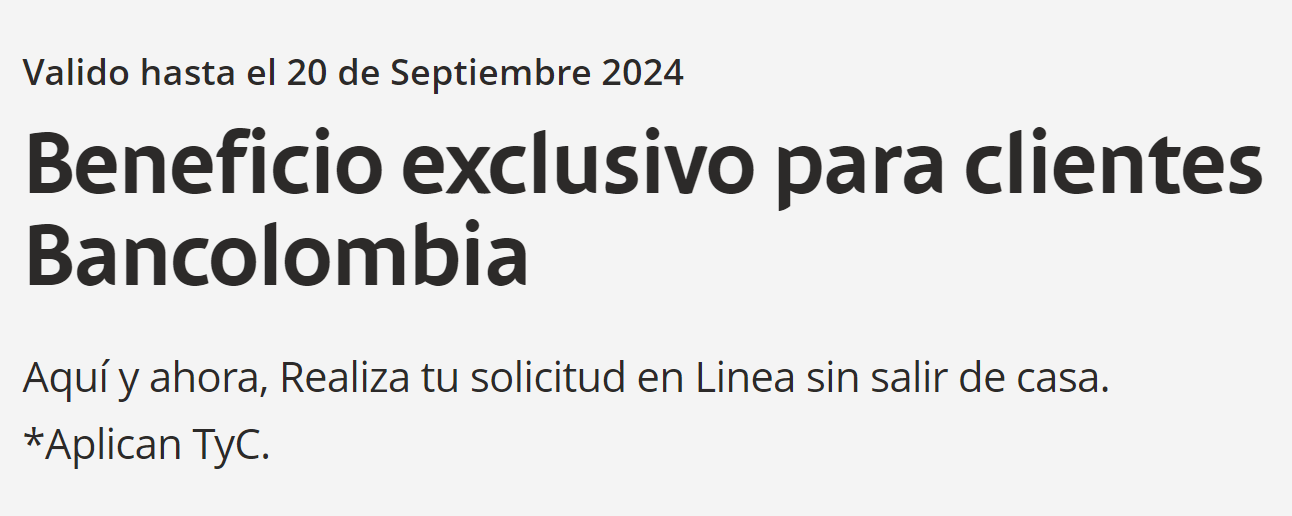 Valido hasta el 20 de Septiembre 2024
Beneficio exclusivo para clientes
Bancolombia
Aquí y ahora, Realiza tu solicitud en Linea sin salir de casa.
*Aplican TyC.